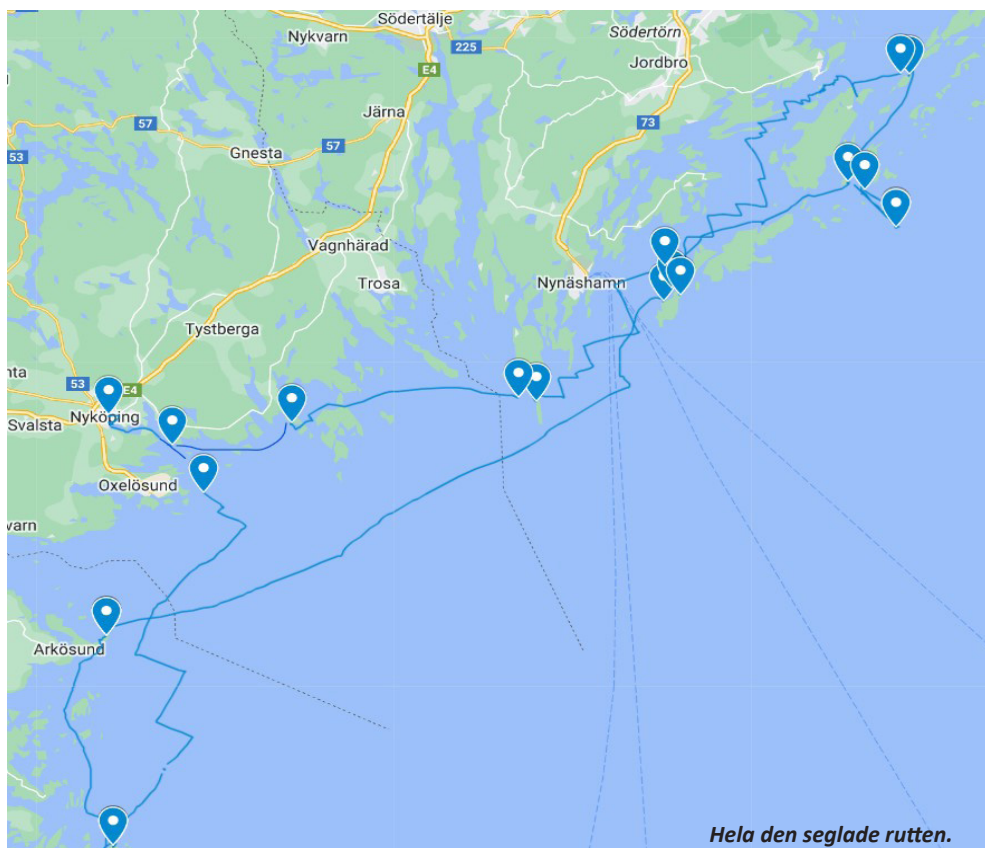 Södertälje
Nykvarn
225
Södertörn
Jordbro
E4
Järna
57
73
53
Gnesta
57
Vagnhärad
Trosa
Nynäshamn
Tystberga
53
E4
nta
Nyköping
Svalsta
Oxelösund
varn
Arkösund
Hela den seglade rutten.